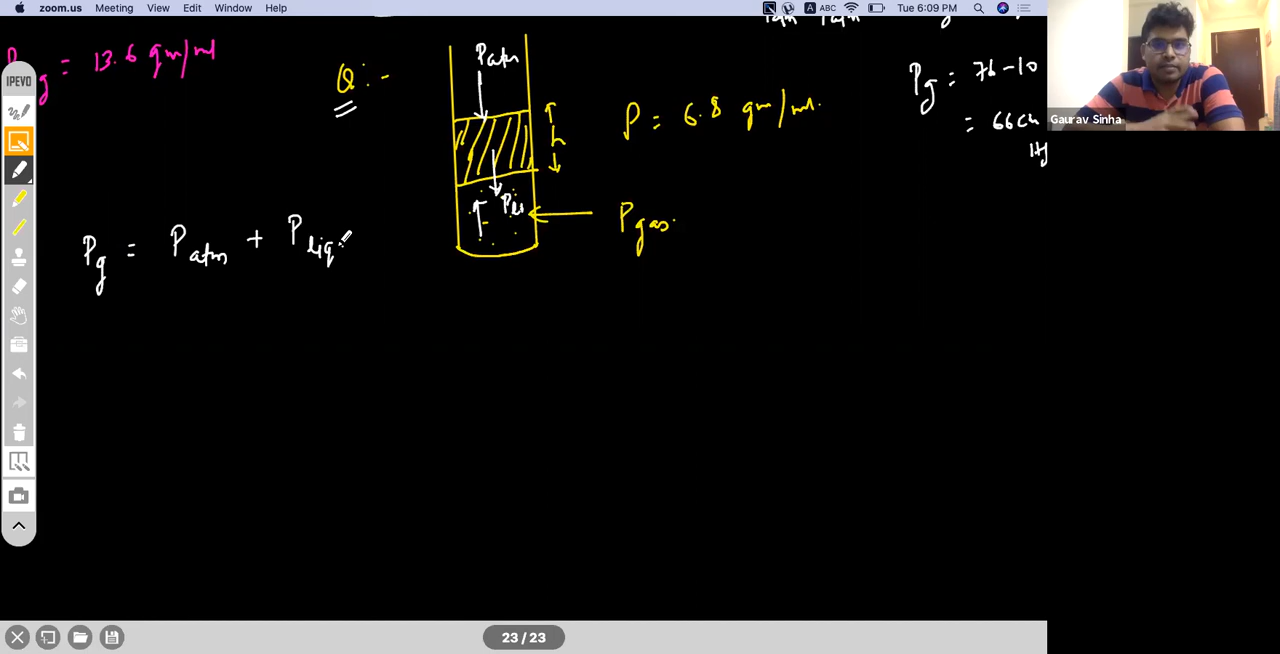 zoom.us Meeting View Edit Window Help
A ABC Tue 6:09 PM
IPEVO
g = 13.6 gm/ml
Q:-
Patm
h
ρ = 6.8 gm/ml.
Pg = 76-10
= 66 cm
Hg
Gaurav Sinha
Pgas.
Pg = Patm + Pliq
23 / 23